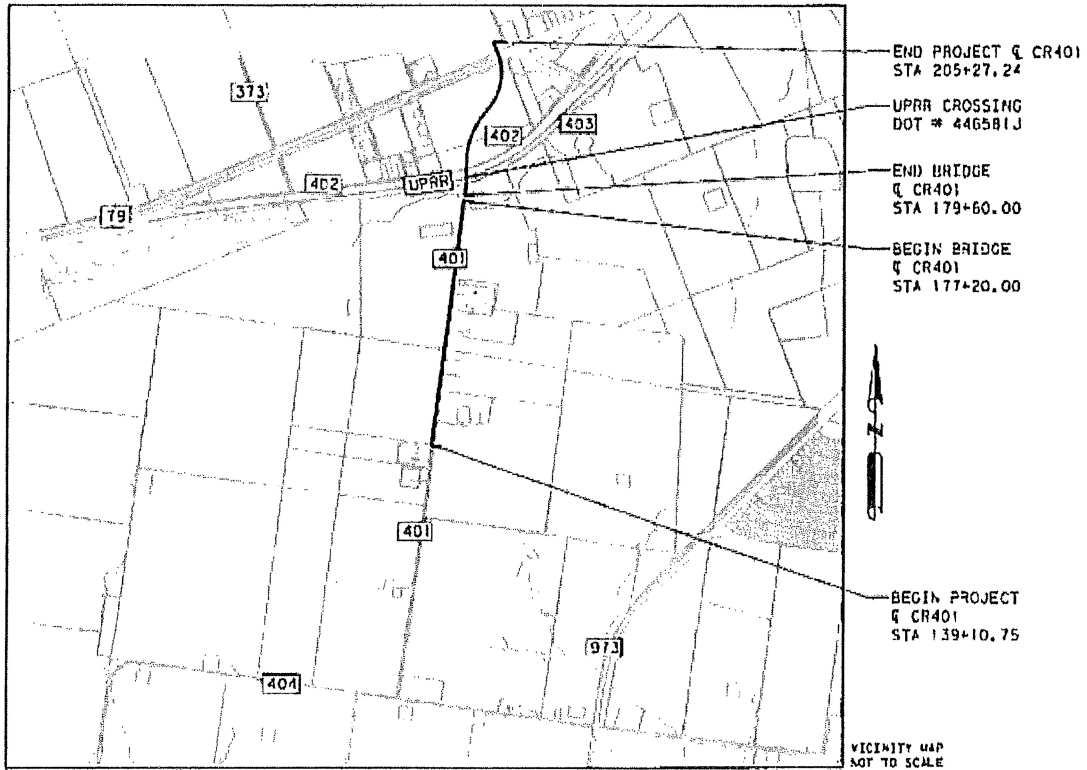 END PROJECT ℄ CR401
STA 205+27.24
UPRR CROSSING
DOT # 446581J
END BRIDGE
℄ CR401
STA 179+60.00
BEGIN BRIDGE
℄ CR401
STA 177+20.00
BEGIN PROJECT
℄ CR401
STA 139+10.75
373
402
403
402
UPRR
79
401
401
973
404
N
VICINITY MAP
NOT TO SCALE